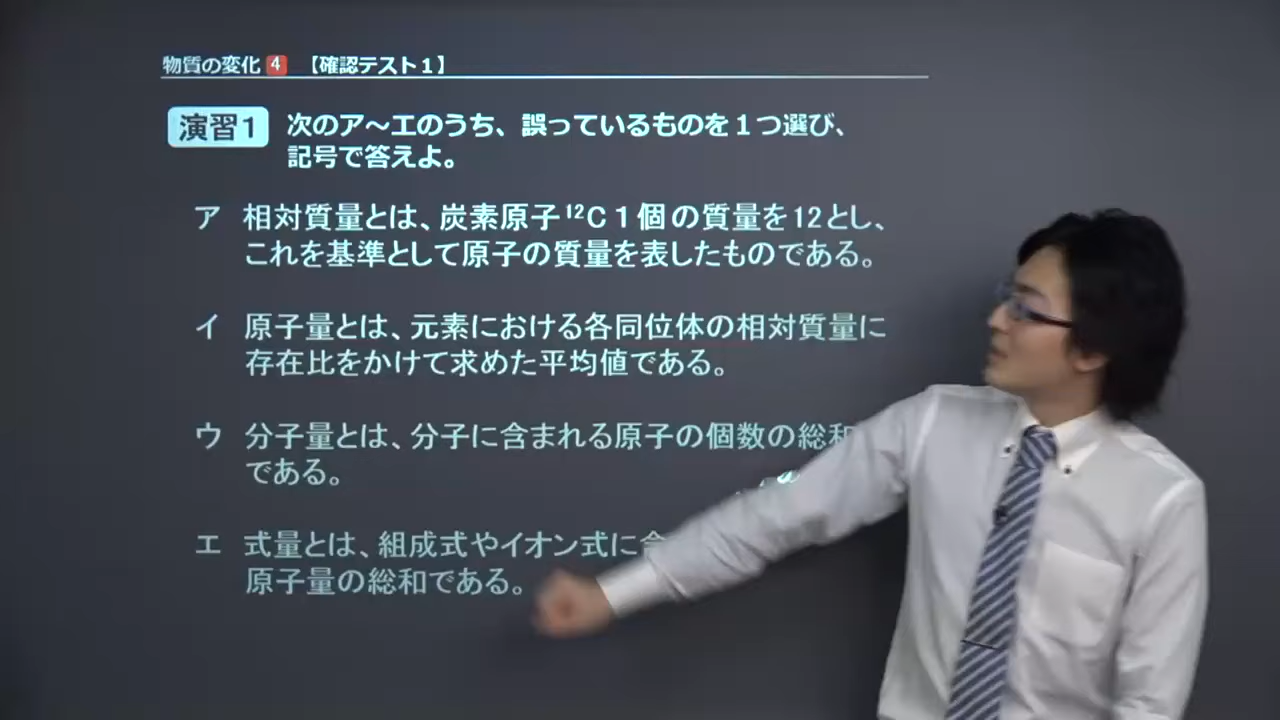 物質の変化 4 【確認テスト1】
演習1 次のア～エのうち、誤っているものを1つ選び、
記号で答えよ。
ア 相対質量とは、炭素原子¹²C1個の質量を12とし、
これを基準として原子の質量を表したものである。
イ 原子量とは、元素における各同位体の相対質量に
存在比をかけて求めた平均値である。
ウ 分子量とは、分子に含まれる原子の個数の総和
である。
エ 式量とは、組成式やイオン式に含
原子量の総和である。